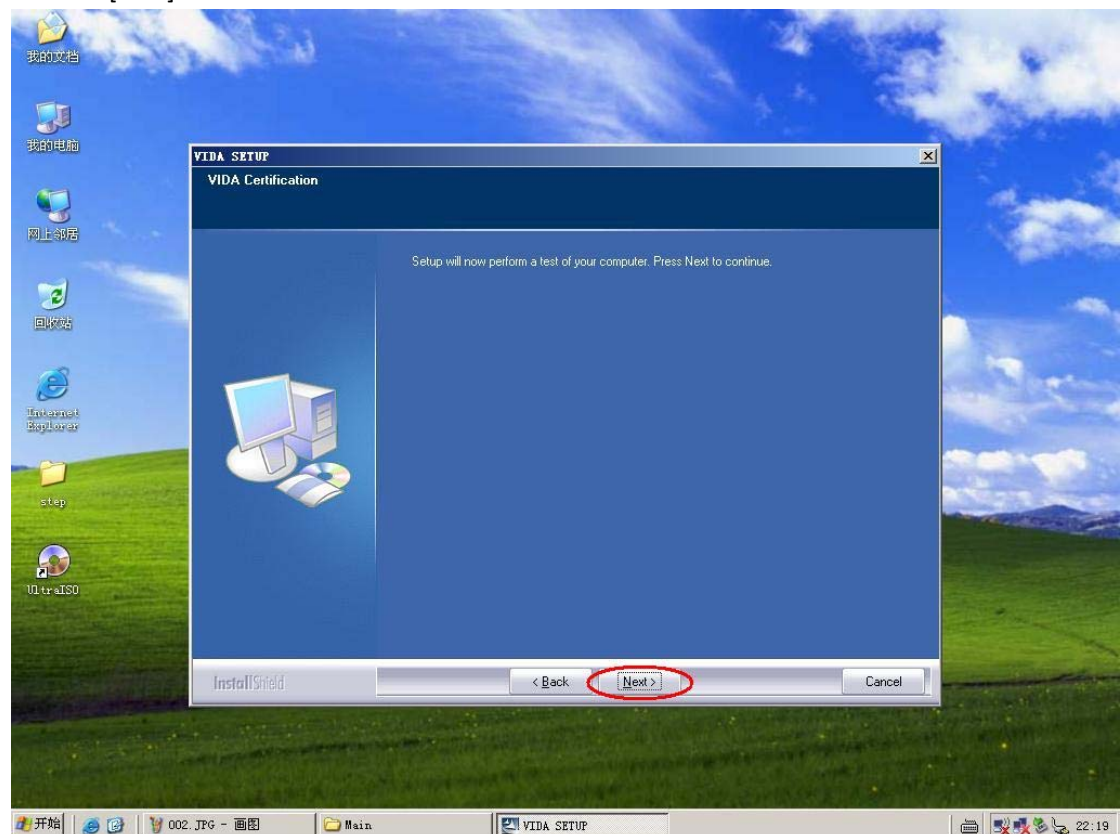 我的文档
我的电脑
网上邻居
回收站
Internet
Explorer
step
UltraISO
VIDA SETUP
VIDA Certification
Setup will now perform a test of your computer. Press Next to continue.
InstallShield
< Back
Next >
Cancel
开始
002.JPG - 画图
Main
VIDA SETUP
22:19